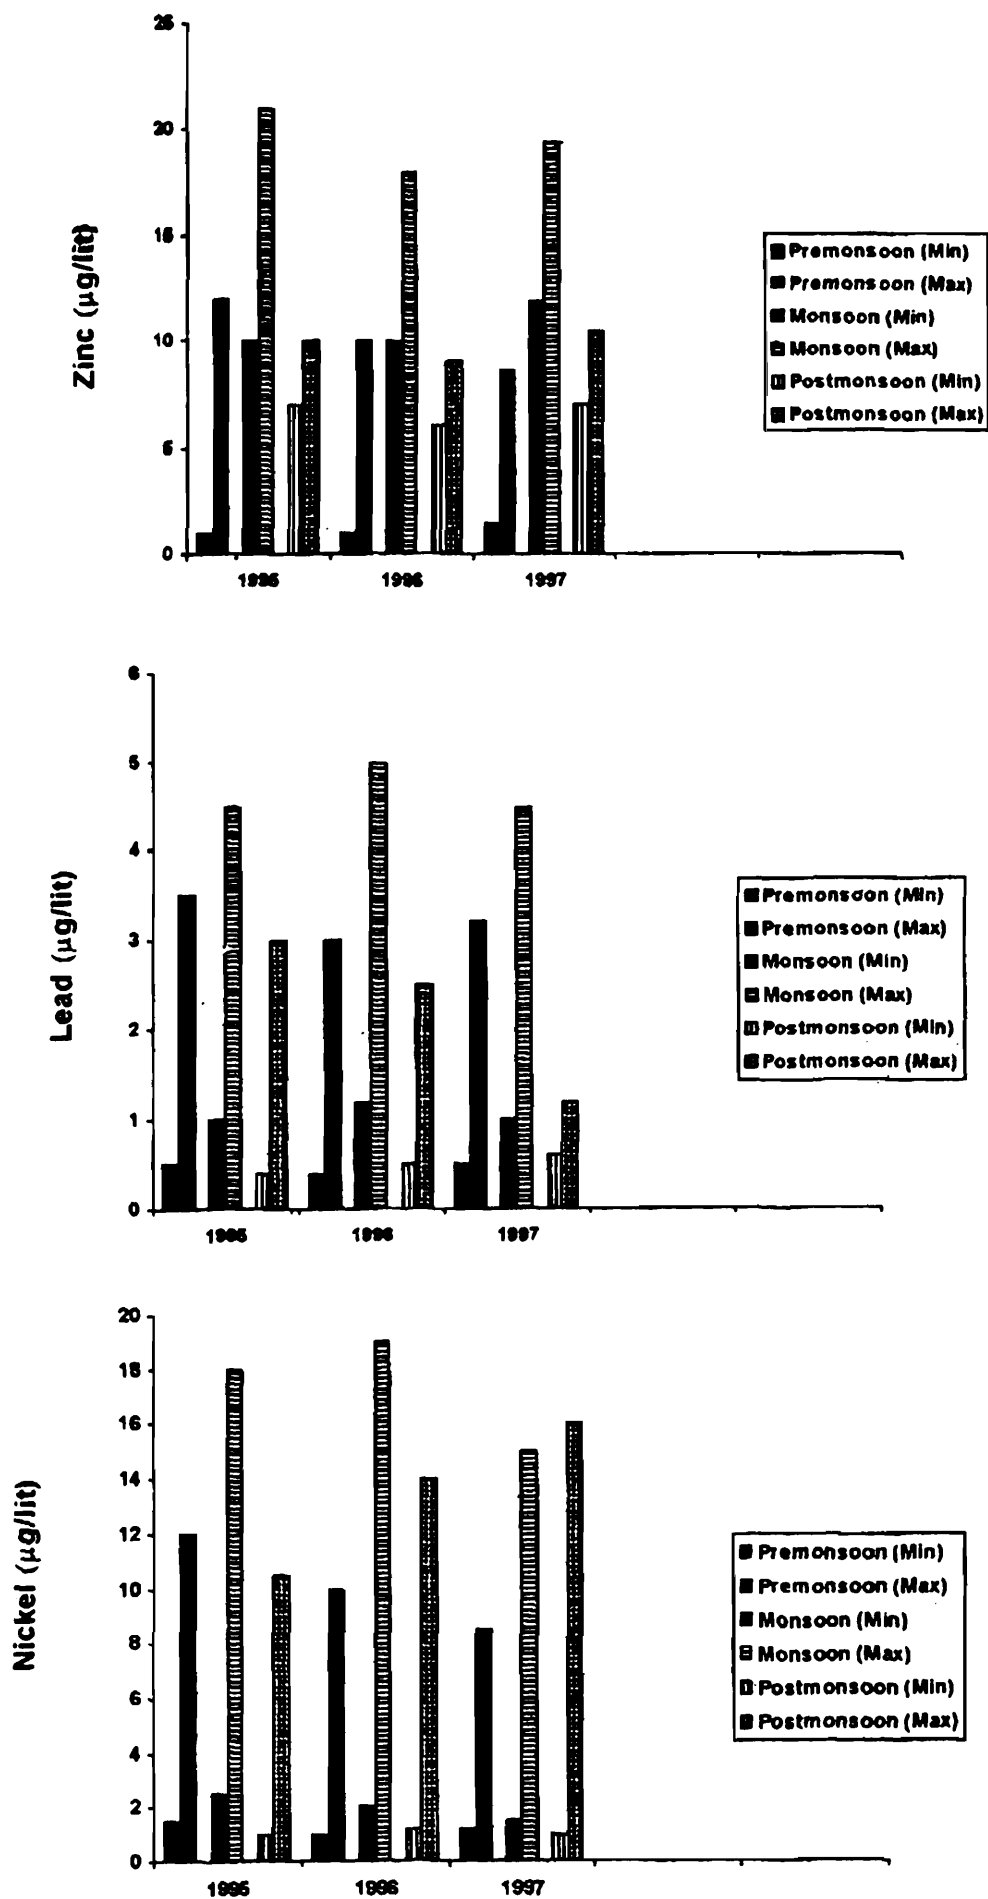 25
20
15
10
5
0
Zinc (µg/lit)
1995
1996
1997
Premonsoon (Min)
Premonsoon (Max)
Monsoon (Min)
Monsoon (Max)
Postmonsoon (Min)
Postmonsoon (Max)
6
5
4
3
2
1
0
Lead (µg/lit)
1995
1996
1997
Premonsoon (Min)
Premonsoon (Max)
Monsoon (Min)
Monsoon (Max)
Postmonsoon (Min)
Postmonsoon (Max)
20
18
16
14
12
10
8
6
4
2
0
Nickel (µg/lit)
1995
1996
1997
Premonsoon (Min)
Premonsoon (Max)
Monsoon (Min)
Monsoon (Max)
Postmonsoon (Min)
Postmonsoon (Max)